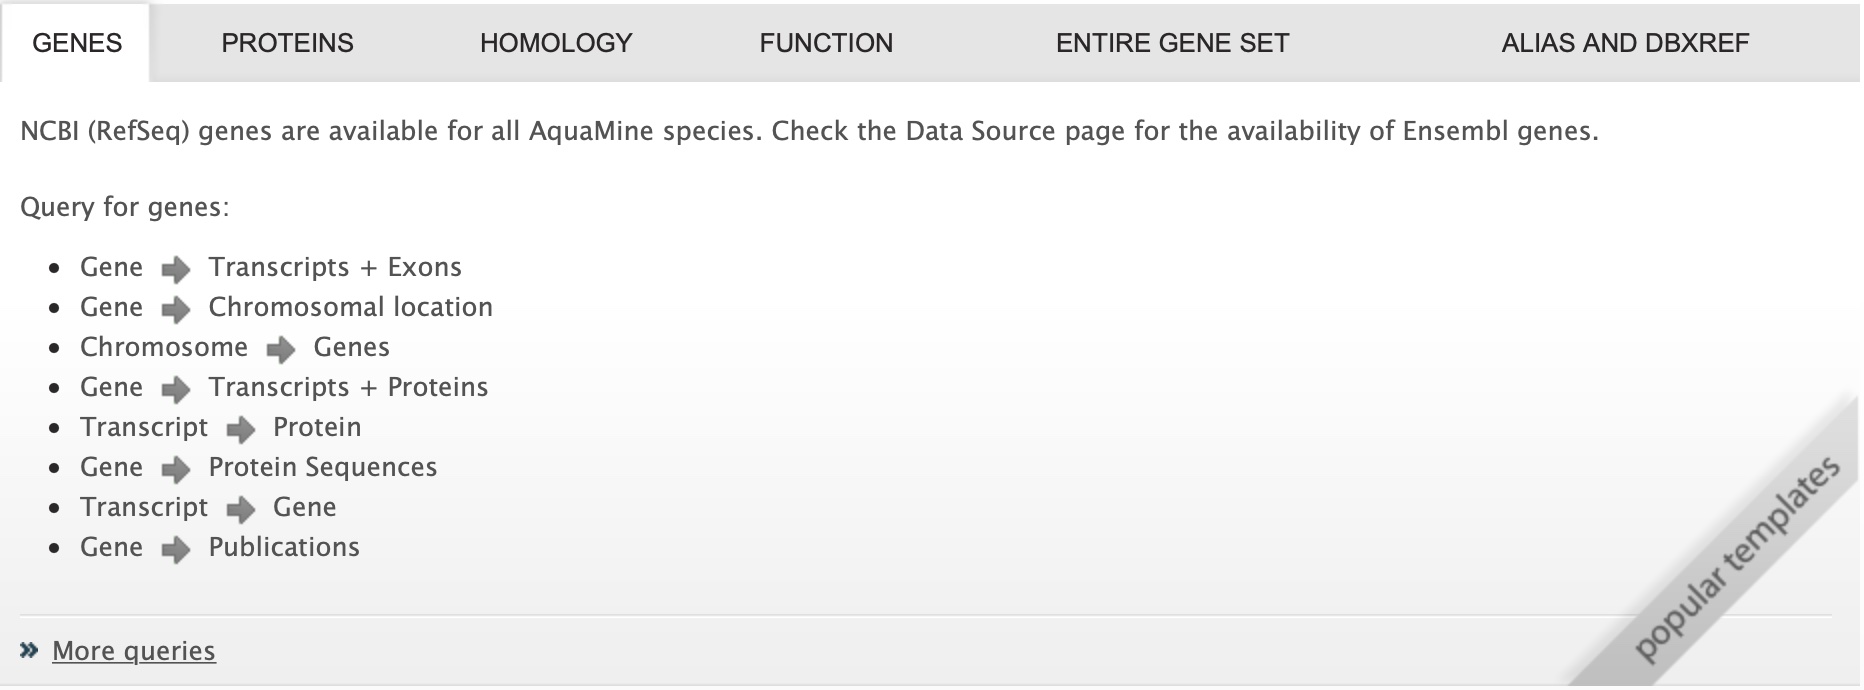 GENES PROTEINS HOMOLOGY FUNCTION ENTIRE GENE SET ALIAS AND DBXREF
NCBI (RefSeq) genes are available for all AquaMine species. Check the Data Source page for the availability of Ensembl genes.
Query for genes:
• Gene ➡ Transcripts + Exons
• Gene ➡ Chromosomal location
• Chromosome ➡ Genes
• Gene ➡ Transcripts + Proteins
• Transcript ➡ Protein
• Gene ➡ Protein Sequences
• Transcript ➡ Gene
• Gene ➡ Publications
popular templates
» More queries